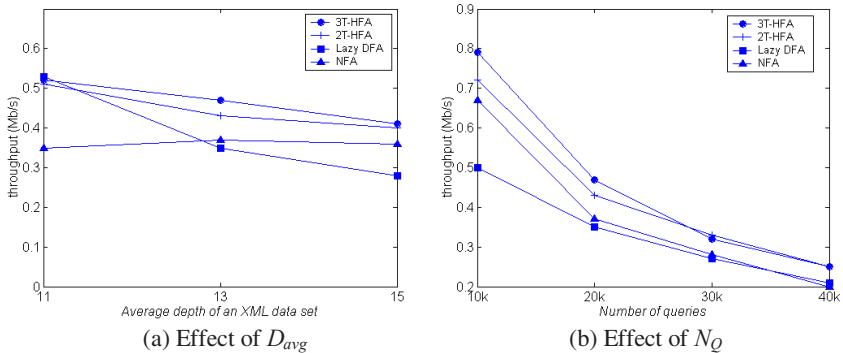 3T-HFA
2T-HFA
Lazy DFA
NFA
0.6
0.5
0.4
0.3
0.2
0.1
0
throughput (Mb/s)
11
13
15
Average depth of an XML data set
(a) Effect of Davg
3T-HFA
2T-HFA
Lazy DFA
NFA
0.9
0.8
0.7
0.6
0.5
0.4
0.3
0.2
throughput (Mb/s)
10k
20k
30k
40k
Number of queries
(b) Effect of NQ